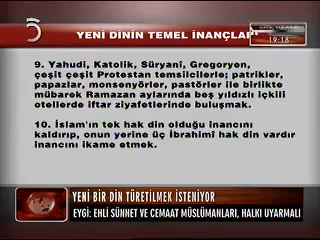 5
YENİ DİNİN TEMEL İNANÇLARI
19:18
9. Yahudi, Katolik, Süryanî, Gregoryen,
çeşit çeşit Protestan temsilcilerle; patrikler,
papazlar, monsenyörler, pastörler ile birlikte
mübarek Ramazan aylarında beş yıldızlı içkili
otellerde iftar ziyafetlerinde buluşmak.
10. İslam'ın tek hak din olduğu inancını
kaldırıp, onun yerine üç İbrahimî hak din vardır
inancını ikame etmek.
YENİ BİR DİN TÜRETİLMEK İSTENİYOR
EYGİ: EHLİ SÜNNET VE CEMAAT MÜSLÜMANLARI, HALKI UYARMALI